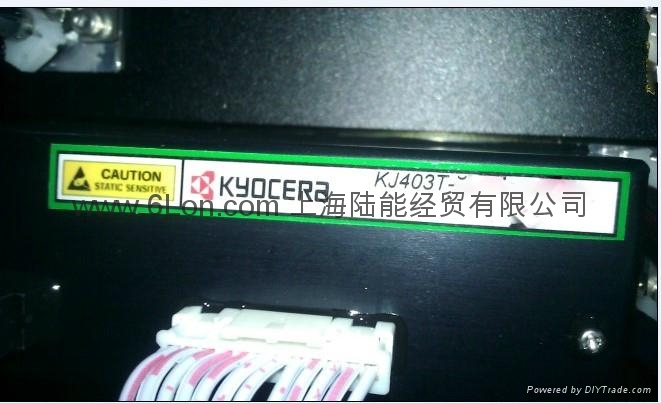 CAUTION
STATIC SENSITIVE
KYOCERa
KJ403T-
www.6Lon.com 上海陆能经贸有限公司
Powered by DIYTrade.com